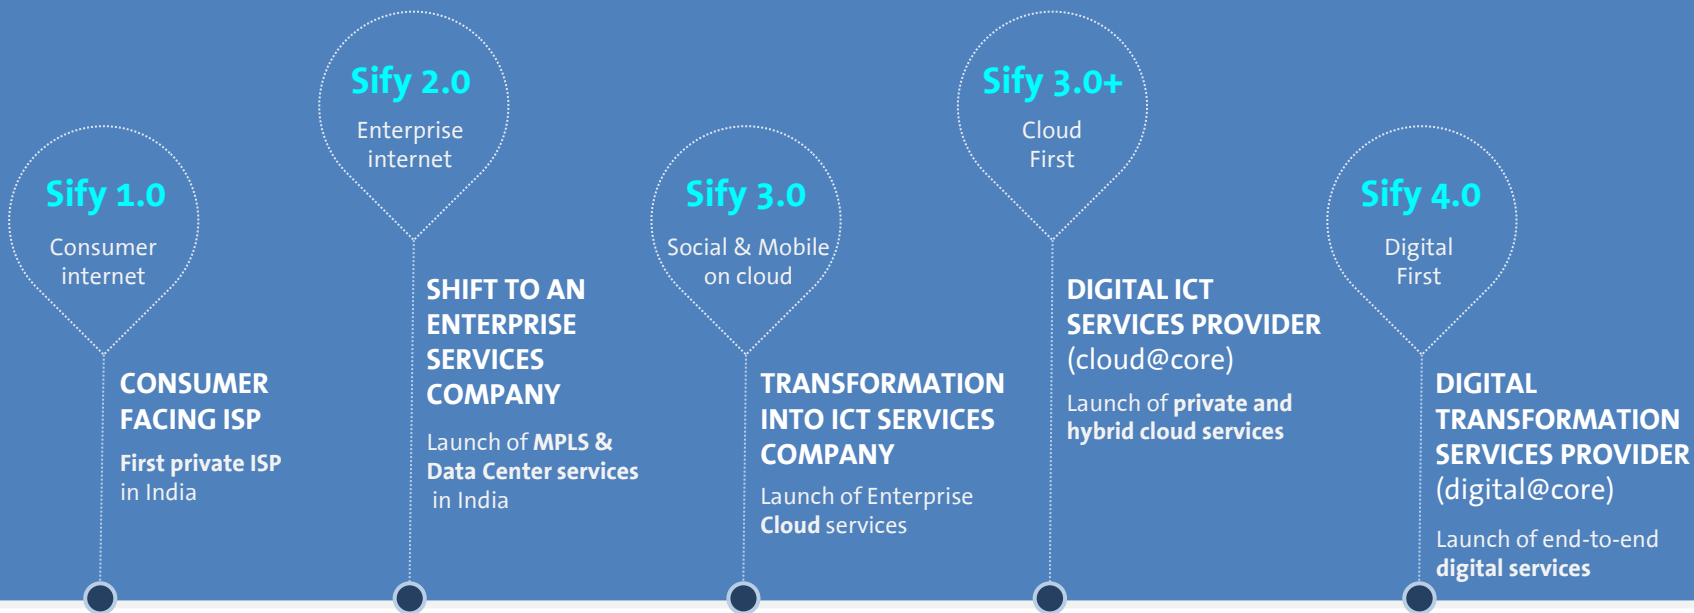 Sify 1.0
Consumer
internet
CONSUMER
FACING ISP
First private ISP
in India
Sify 2.0
Enterprise
internet
SHIFT TO AN
ENTERPRISE
SERVICES
COMPANY
Launch of MPLS &
Data Center services
in India
Sify 3.0
Social & Mobile
on cloud
TRANSFORMATION
INTO ICT SERVICES
COMPANY
Launch of Enterprise
Cloud services
Sify 3.0+
Cloud
First
DIGITAL ICT
SERVICES PROVIDER
(cloud@core)
Launch of private and
hybrid cloud services
Sify 4.0
Digital
First
DIGITAL
TRANSFORMATION
SERVICES PROVIDER
(digital@core)
Launch of end-to-end
digital services